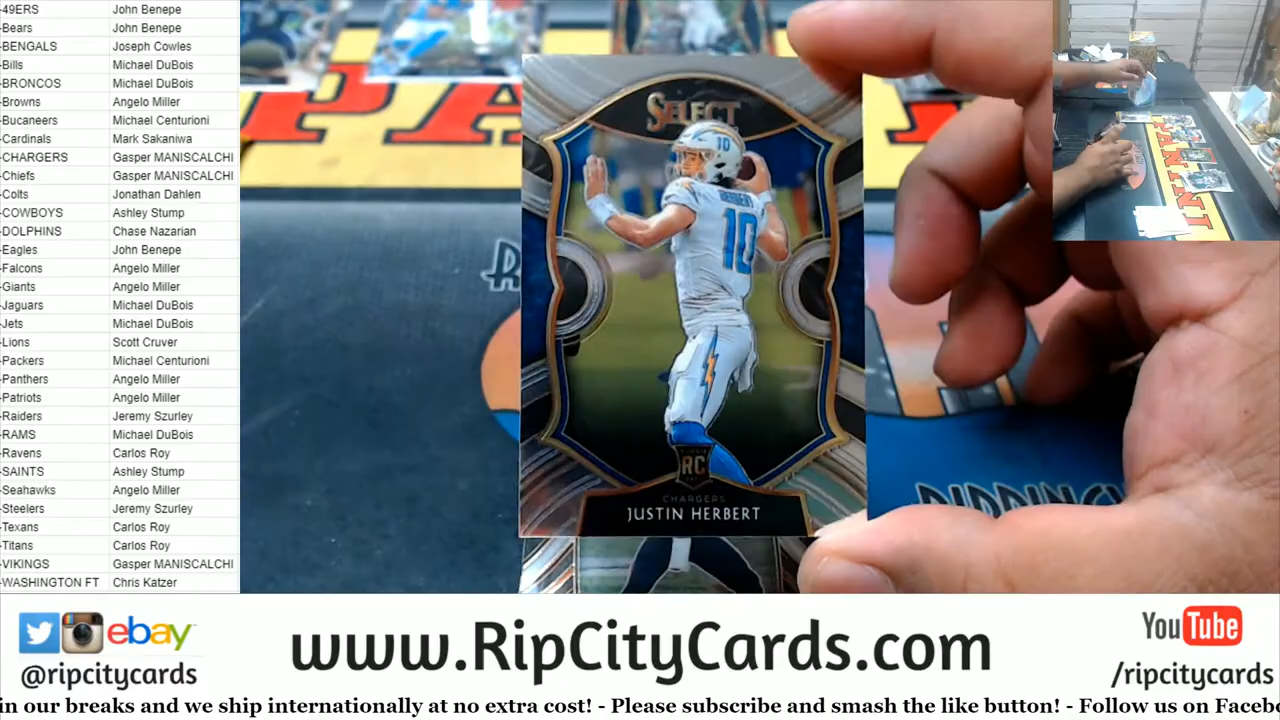 -49ERS John Benepe
-Bears John Benepe
-BENGALS Joseph Cowles
-Bills Michael DuBois
-BRONCOS Michael DuBois
-Browns Angelo Miller
-Bucaneers Michael Centurioni
-Cardinals Mark Sakaniwa
-CHARGERS Gasper MANISCALCHI
-Chiefs Gasper MANISCALCHI
-Colts Jonathan Dahlen
-COWBOYS Ashley Stump
-DOLPHINS Chase Nazarian
-Eagles John Benepe
-Falcons Angelo Miller
-Giants Angelo Miller
-Jaguars Michael DuBois
-Jets Michael DuBois
-Lions Scott Cruver
-Packers Michael Centurioni
-Panthers Angelo Miller
-Patriots Angelo Miller
-Raiders Jeremy Szurley
-RAMS Michael DuBois
-Ravens Carlos Roy
-SAINTS Ashley Stump
-Seahawks Angelo Miller
-Steelers Jeremy Szurley
-Texans Carlos Roy
-Titans Carlos Roy
-VIKINGS Gasper MANISCALCHI
-WASHINGTON FT Chris Katzer
SELECT
10
HERBERT
10
RC
CHARGERS
JUSTIN HERBERT
PANINI
ebay
@ripcitycards
www.RipCityCards.com
YouTube
/ripcitycards
in our breaks and we ship internationally at no extra cost! - Please subscribe and smash the like button! - Follow us on Facebo